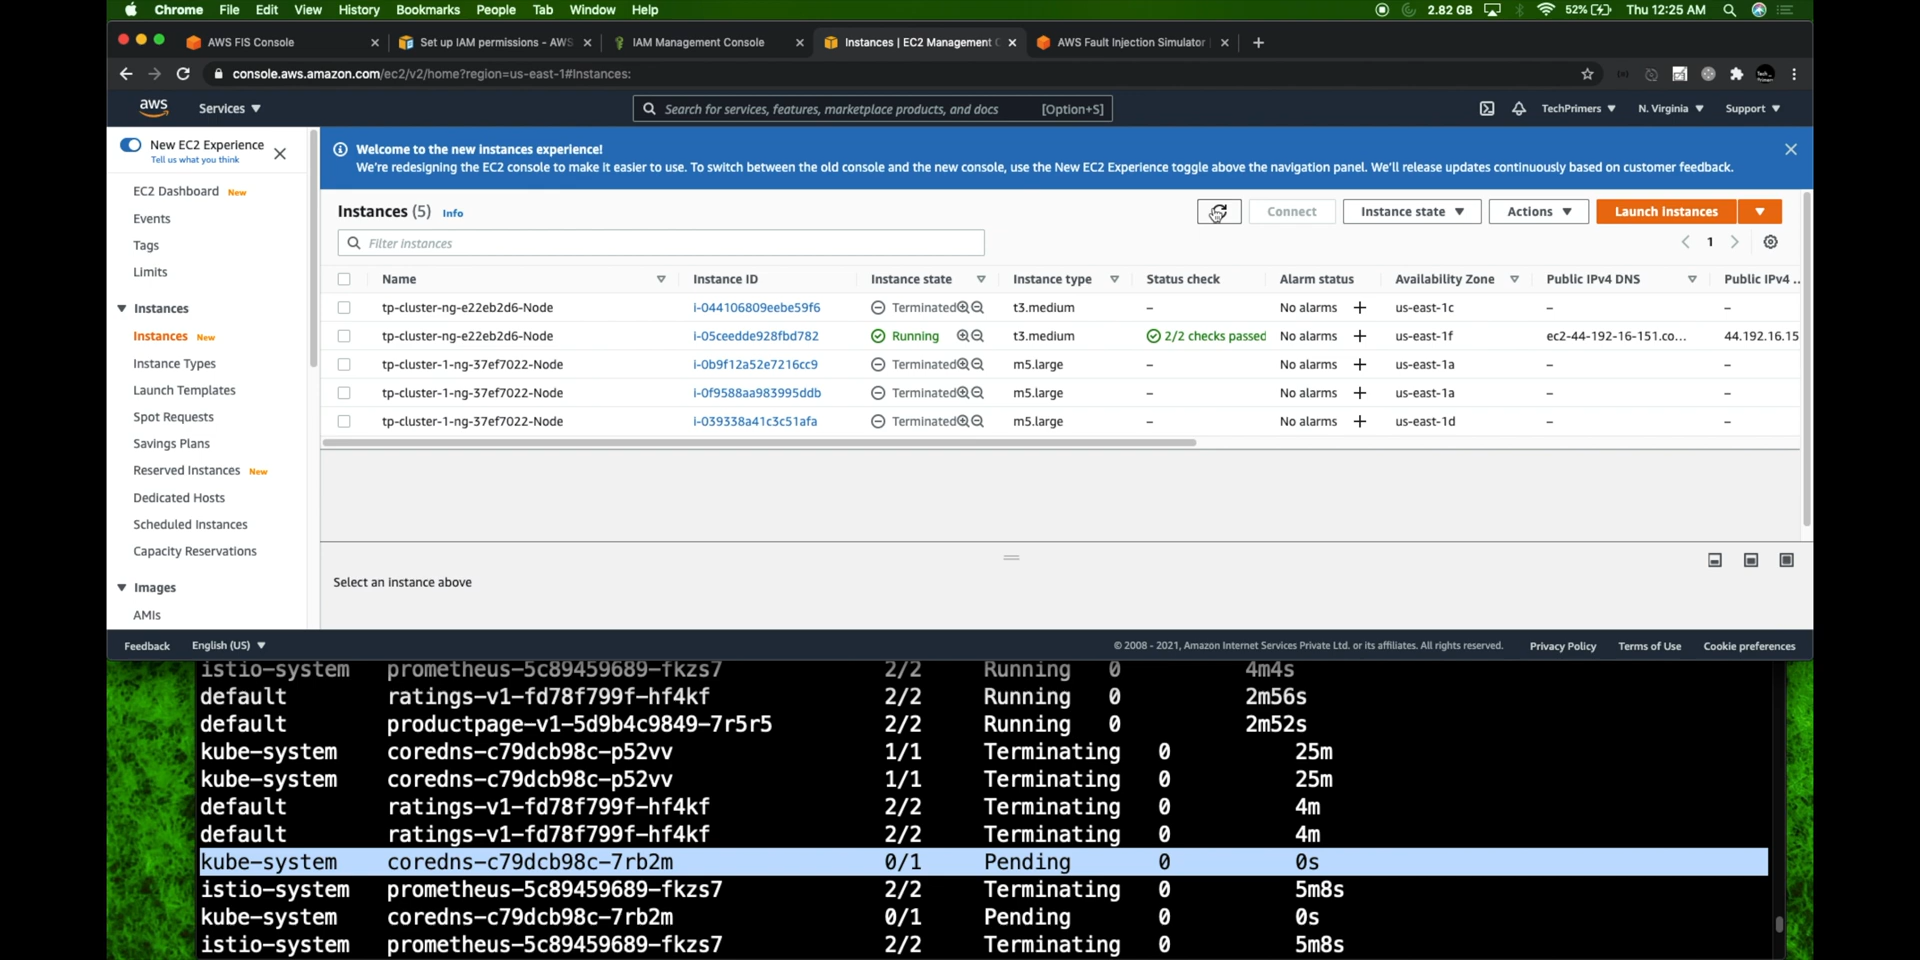 Chrome File Edit View History Bookmarks People Tab Window Help 2.82 GB 52% Thu 12:25 AM
AWS FIS Console Set up IAM permissions - AWS IAM Management Console Instances | EC2 Management C AWS Fault Injection Simulator
console.aws.amazon.com/ec2/v2/home?region=us-east-1#Instances:
aws Services Search for services, features, marketplace products, and docs [Option+S] TechPrimers N. Virginia Support
New EC2 Experience
Tell us what you think
EC2 Dashboard New
Events
Tags
Limits
Instances
Instances New
Instance Types
Launch Templates
Spot Requests
Savings Plans
Reserved Instances New
Dedicated Hosts
Scheduled Instances
Capacity Reservations
Images
AMIs
Welcome to the new instances experience!
We're redesigning the EC2 console to make it easier to use. To switch between the old console and the new console, use the New EC2 Experience toggle above the navigation panel. We'll release updates continuously based on customer feedback.
Instances (5) Info Connect Instance state Actions Launch instances
Filter instances 1
Name Instance ID Instance state Instance type Status check Alarm status Availability Zone Public IPv4 DNS Public IPv4 ..
tp-cluster-ng-e22eb2d6-Node i-044106809eebe59f6 Terminated t3.medium – No alarms + us-east-1c – –
tp-cluster-ng-e22eb2d6-Node i-05ceedde928fbd782 Running t3.medium 2/2 checks passed No alarms + us-east-1f ec2-44-192-16-151.co... 44.192.16.15
tp-cluster-1-ng-37ef7022-Node i-0b9f12a52e7216cc9 Terminated m5.large – No alarms + us-east-1a – –
tp-cluster-1-ng-37ef7022-Node i-0f9588aa983995ddb Terminated m5.large – No alarms + us-east-1a – –
tp-cluster-1-ng-37ef7022-Node i-039338a41c3c51afa Terminated m5.large – No alarms + us-east-1d – –
Select an instance above
Feedback English (US) © 2008 - 2021, Amazon Internet Services Private Ltd. or its affiliates. All rights reserved. Privacy Policy Terms of Use Cookie preferences
istio-system prometheus-5c89459689-fkzs7 2/2 Running 0 4m4s
default ratings-v1-fd78f799f-hf4kf 2/2 Running 0 2m56s
default productpage-v1-5d9b4c9849-7r5r5 2/2 Running 0 2m52s
kube-system coredns-c79dcb98c-p52vv 1/1 Terminating 0 25m
kube-system coredns-c79dcb98c-p52vv 1/1 Terminating 0 25m
default ratings-v1-fd78f799f-hf4kf 2/2 Terminating 0 4m
default ratings-v1-fd78f799f-hf4kf 2/2 Terminating 0 4m
kube-system coredns-c79dcb98c-7rb2m 0/1 Pending 0 0s
istio-system prometheus-5c89459689-fkzs7 2/2 Terminating 0 5m8s
kube-system coredns-c79dcb98c-7rb2m 0/1 Pending 0 0s
istio-system prometheus-5c89459689-fkzs7 2/2 Terminating 0 5m8s